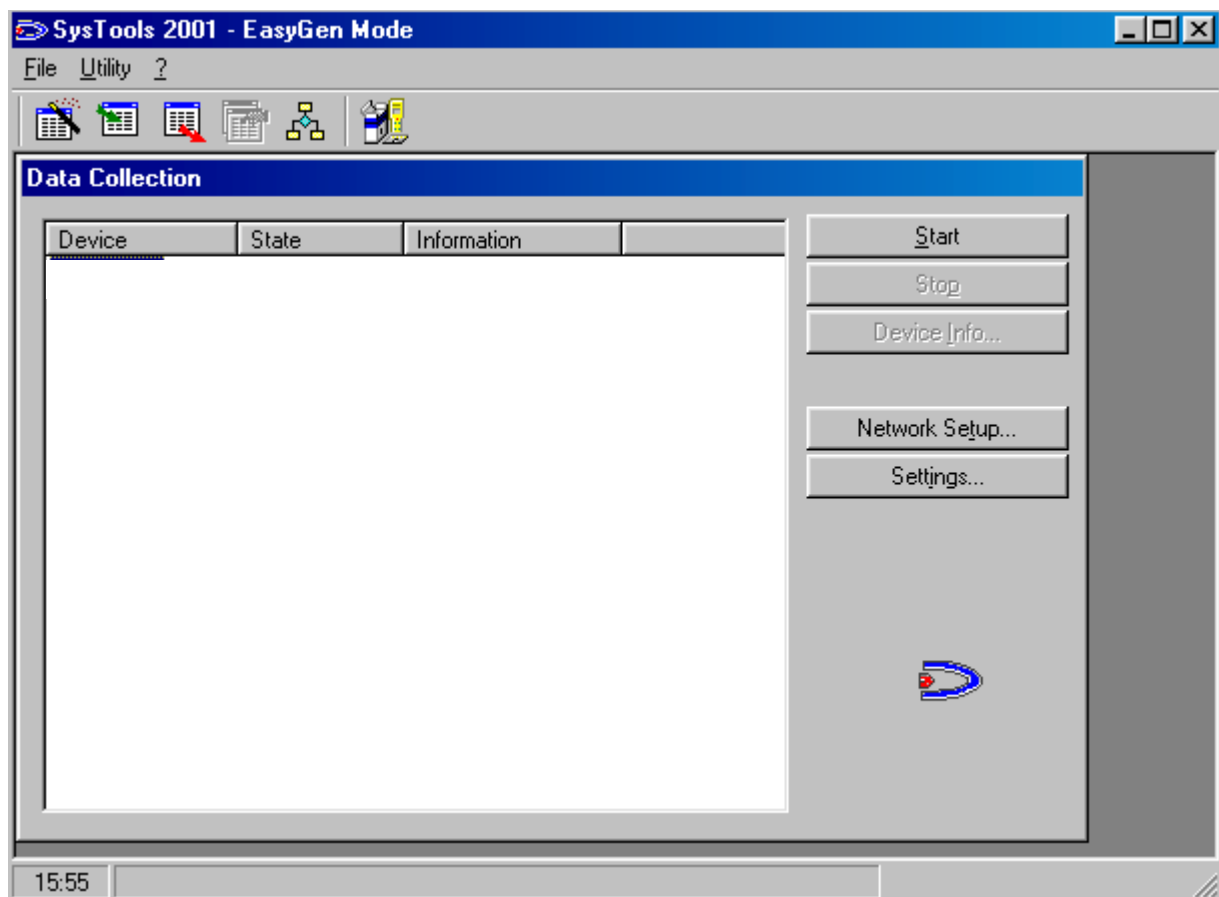 SysTools 2001 - EasyGen Mode
File Utility ?
Data Collection
Device State Information
Start
Stop
Device Info...
Network Setup...
Settings...
15:55